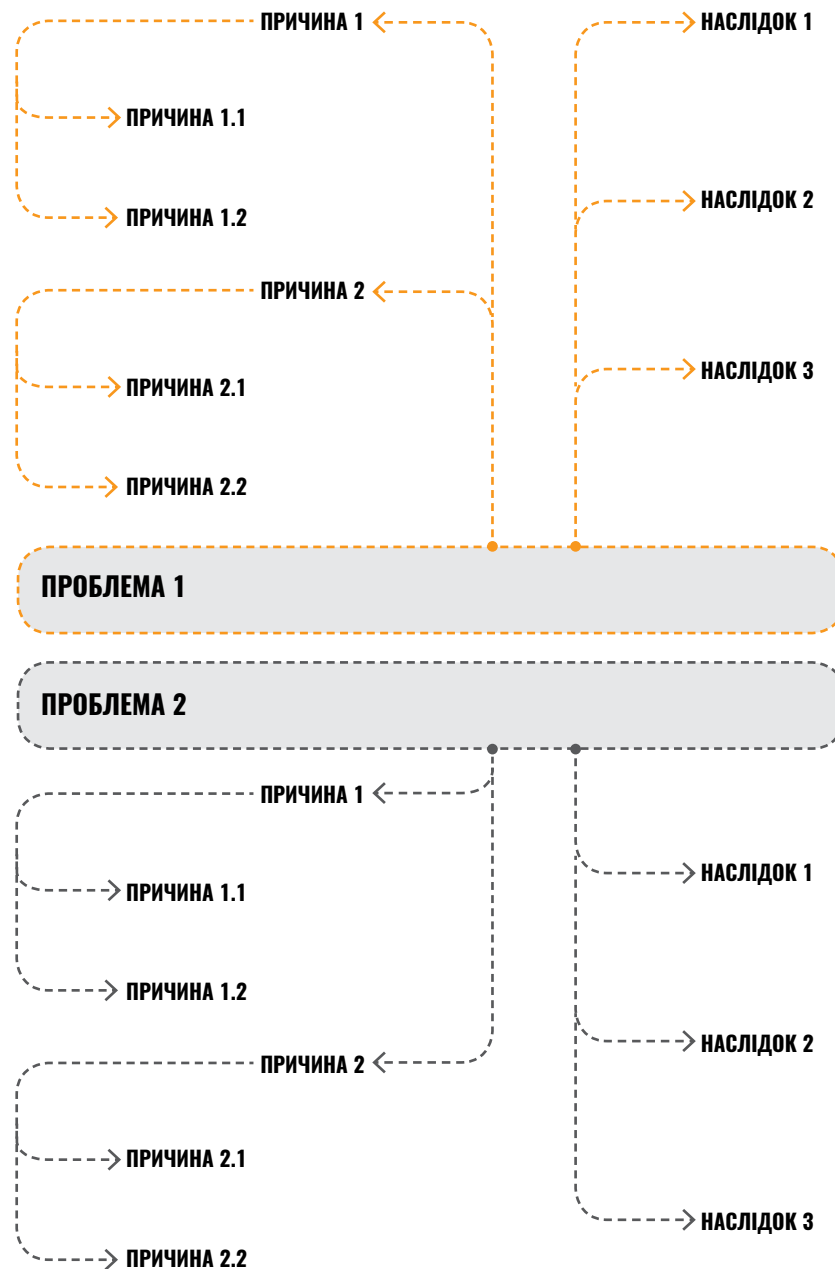 ПРИЧИНА 1
НАСЛІДОК 1
ПРИЧИНА 1.1
НАСЛІДОК 2
ПРИЧИНА 1.2
ПРИЧИНА 2
НАСЛІДОК 3
ПРИЧИНА 2.1
ПРИЧИНА 2.2
ПРОБЛЕМА 1
ПРОБЛЕМА 2
ПРИЧИНА 1
НАСЛІДОК 1
ПРИЧИНА 1.1
ПРИЧИНА 1.2
НАСЛІДОК 2
ПРИЧИНА 2
ПРИЧИНА 2.1
НАСЛІДОК 3
ПРИЧИНА 2.2